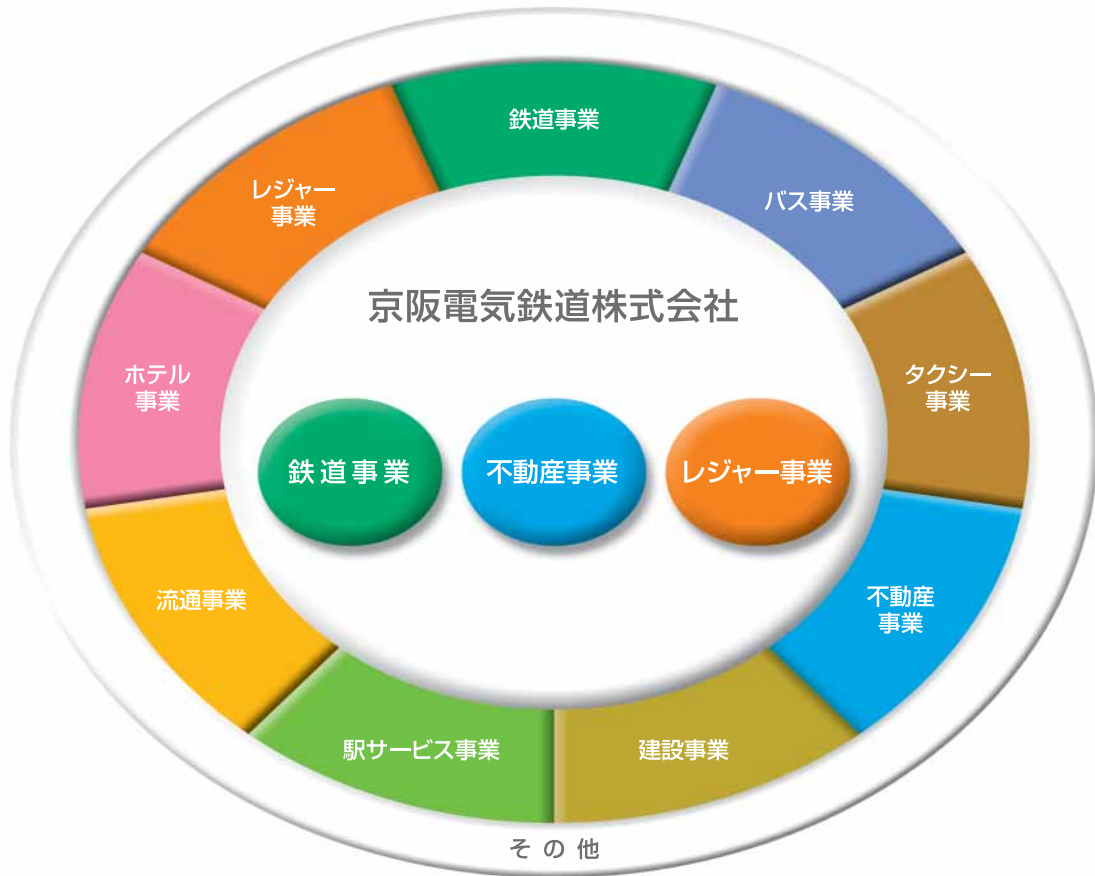 鉄道事業
バス事業
レジャー
事業
京阪電気鉄道株式会社
ホテル
事業
タクシー
事業
鉄道事業
不動産事業
レジャー事業
流通事業
不動産
事業
駅サービス事業
建設事業
その他